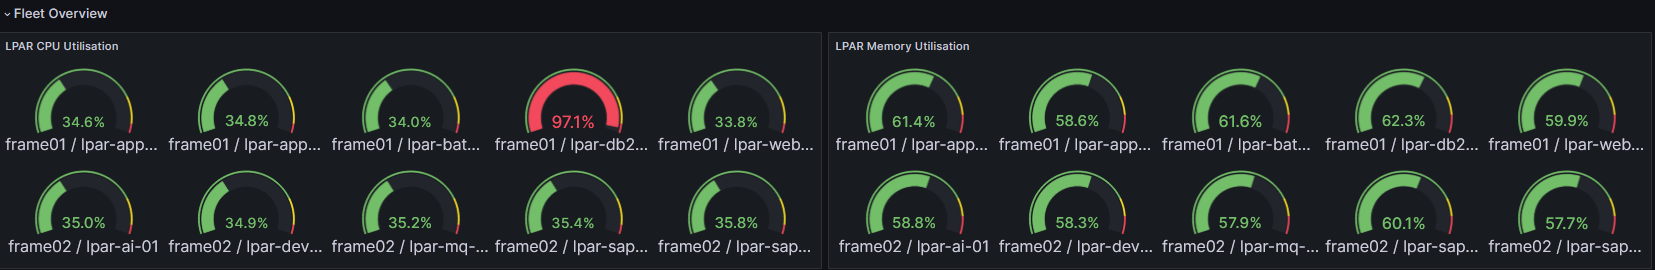 Fleet Overview
LPAR CPU Utilisation
34.6%
frame01 / lpar-app...
34.8%
frame01 / lpar-app...
34.0%
frame01 / lpar-bat...
97.1%
frame01 / lpar-db2...
33.8%
frame01 / lpar-web...
35.0%
frame02 / lpar-ai-01
34.9%
frame02 / lpar-dev...
35.2%
frame02 / lpar-mq-...
35.4%
frame02 / lpar-sap...
35.8%
frame02 / lpar-sap...
LPAR Memory Utilisation
61.4%
frame01 / lpar-app...
58.6%
frame01 / lpar-app...
61.6%
frame01 / lpar-bat...
62.3%
frame01 / lpar-db2...
59.9%
frame01 / lpar-web...
58.8%
frame02 / lpar-ai-01
58.3%
frame02 / lpar-dev...
57.9%
frame02 / lpar-mq-...
60.1%
frame02 / lpar-sap...
57.7%
frame02 / lpar-sap...